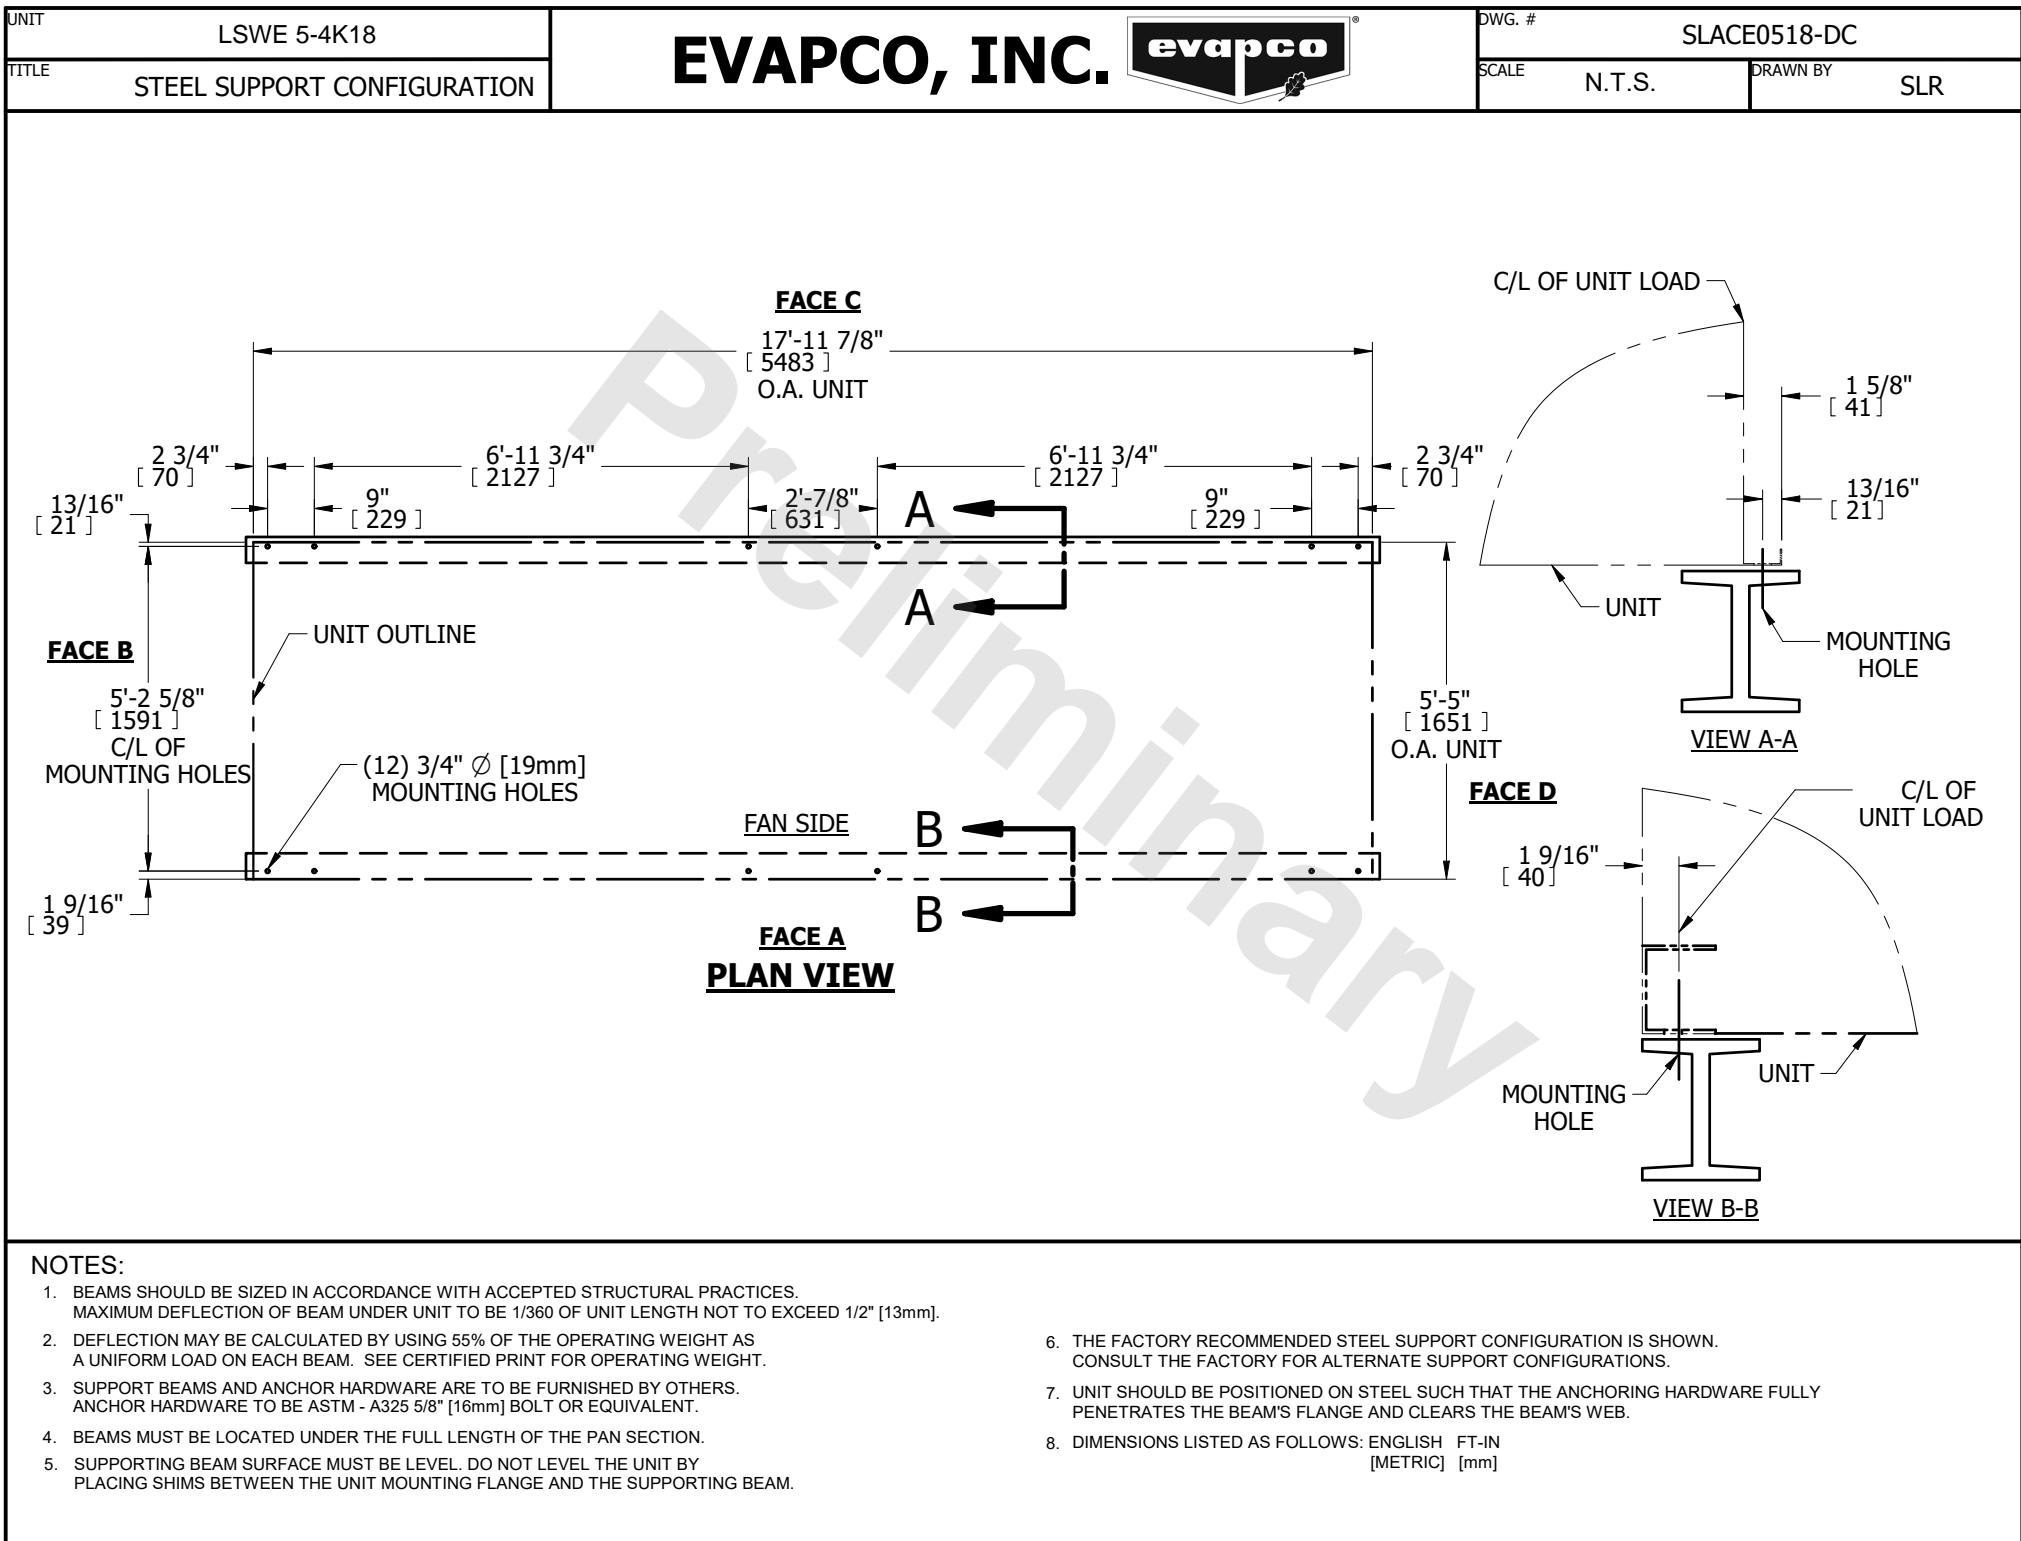 UNIT
LSWE 5-4K18
TITLE
STEEL SUPPORT CONFIGURATION
EVAPCO, INC.
evapco
®
DWG. #
SLACE0518-DC
SCALE
N.T.S.
DRAWN BY
SLR
FACE C
17'-11 7/8"
[ 5483 ]
O.A. UNIT
2 3/4"
[ 70 ]
6'-11 3/4"
[ 2127 ]
6'-11 3/4"
[ 2127 ]
2 3/4"
[ 70 ]
13/16"
[ 21 ]
9"
[ 229 ]
2'-7/8"
[ 631 ]
A
9"
[ 229 ]
A
FACE B
UNIT OUTLINE
5'-2 5/8"
[ 1591 ]
C/L OF
MOUNTING HOLES
(12) 3/4" ∅ [19mm]
MOUNTING HOLES
5'-5"
[ 1651 ]
O.A. UNIT
FACE D
FAN SIDE
B
B
1 9/16"
[ 39 ]
FACE A
PLAN VIEW
C/L OF UNIT LOAD
1 5/8"
[ 41 ]
13/16"
[ 21 ]
UNIT
MOUNTING
HOLE
VIEW A-A
C/L OF
UNIT LOAD
1 9/16"
[ 40 ]
UNIT
MOUNTING
HOLE
VIEW B-B
Preliminary
NOTES:
1. BEAMS SHOULD BE SIZED IN ACCORDANCE WITH ACCEPTED STRUCTURAL PRACTICES.
MAXIMUM DEFLECTION OF BEAM UNDER UNIT TO BE 1/360 OF UNIT LENGTH NOT TO EXCEED 1/2" [13mm].
2. DEFLECTION MAY BE CALCULATED BY USING 55% OF THE OPERATING WEIGHT AS
A UNIFORM LOAD ON EACH BEAM. SEE CERTIFIED PRINT FOR OPERATING WEIGHT.
3. SUPPORT BEAMS AND ANCHOR HARDWARE ARE TO BE FURNISHED BY OTHERS.
ANCHOR HARDWARE TO BE ASTM - A325 5/8" [16mm] BOLT OR EQUIVALENT.
4. BEAMS MUST BE LOCATED UNDER THE FULL LENGTH OF THE PAN SECTION.
5. SUPPORTING BEAM SURFACE MUST BE LEVEL. DO NOT LEVEL THE UNIT BY
PLACING SHIMS BETWEEN THE UNIT MOUNTING FLANGE AND THE SUPPORTING BEAM.
6. THE FACTORY RECOMMENDED STEEL SUPPORT CONFIGURATION IS SHOWN.
CONSULT THE FACTORY FOR ALTERNATE SUPPORT CONFIGURATIONS.
7. UNIT SHOULD BE POSITIONED ON STEEL SUCH THAT THE ANCHORING HARDWARE FULLY
PENETRATES THE BEAM'S FLANGE AND CLEARS THE BEAM'S WEB.
8. DIMENSIONS LISTED AS FOLLOWS: ENGLISH FT-IN
[METRIC] [mm]